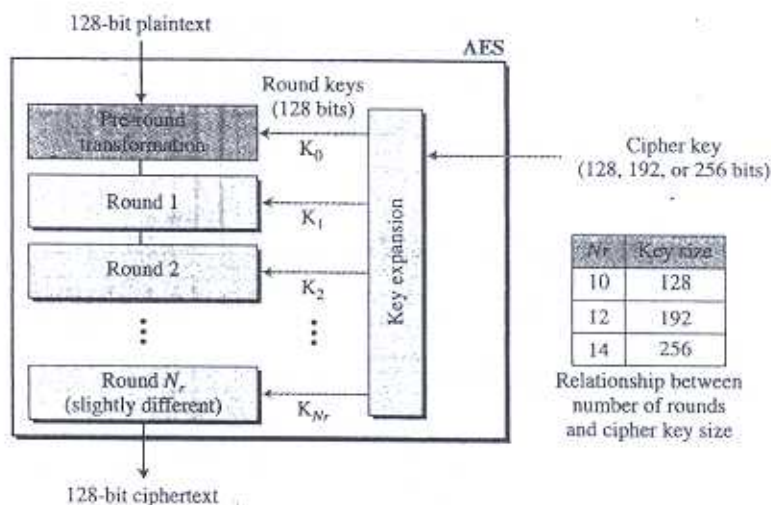 128-bit plaintext
AES
Round keys
(128 bits)
Pre-round
transformation
K0
Cipher key
(128, 192, or 256 bits)
Round 1
K1
Round 2
K2
Key expansion
Nr Key size
10 128
12 192
14 256
Relationship between
number of rounds
and cipher key size
Round Nr
(slightly different)
KNr
128-bit ciphertext